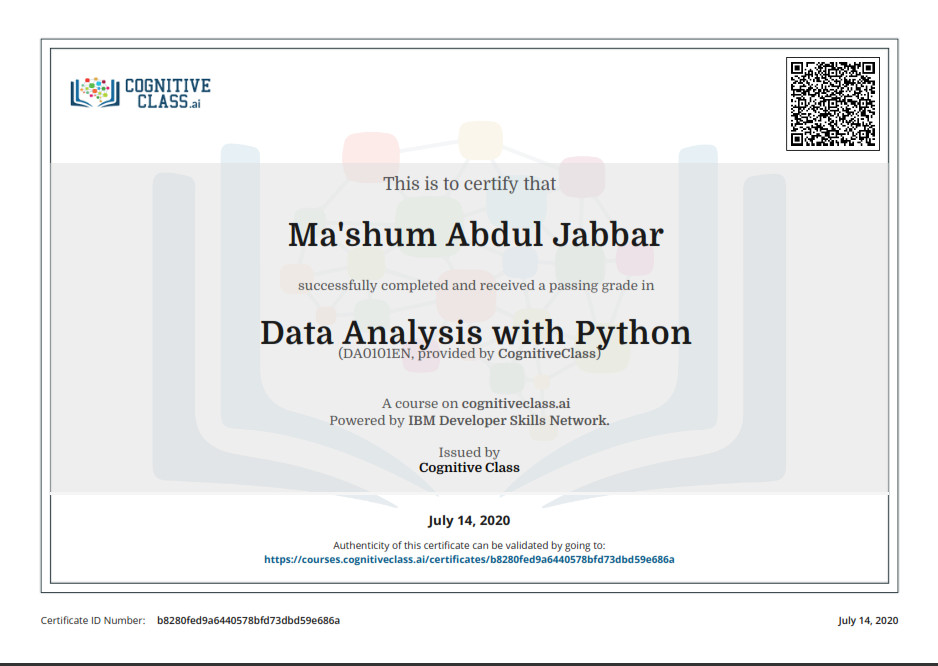 COGNITIVE
CLASS.ai
This is to certify that
Ma'shum Abdul Jabbar
successfully completed and received a passing grade in
Data Analysis with Python
(DA0101EN, provided by CognitiveClass)
A course on cognitiveclass.ai
Powered by IBM Developer Skills Network.
Issued by
Cognitive Class
July 14, 2020
Authenticity of this certificate can be validated by going to:
https://courses.cognitiveclass.ai/certificates/b8280fed9a6440578bfd73dbd59e686a
Certificate ID Number: b8280fed9a6440578bfd73dbd59e686a
July 14, 2020